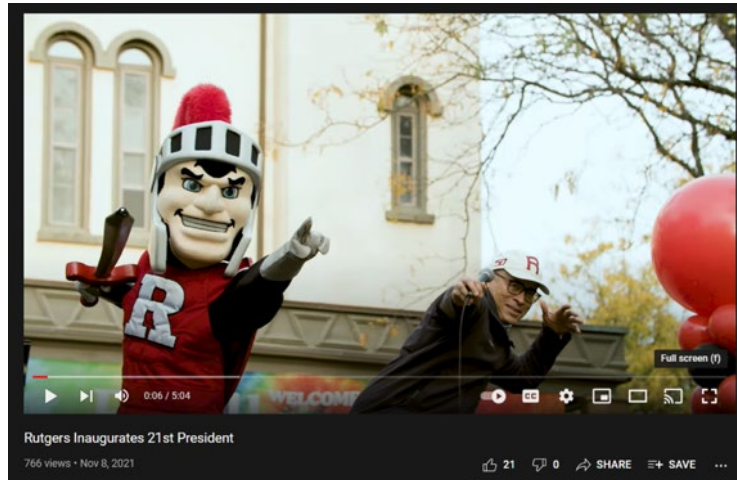 R
R
WELCOME
Full screen (f)
0:06 / 5:04
CC
Rutgers Inaugurates 21st President
766 views • Nov 8, 2021
21
0
SHARE
SAVE